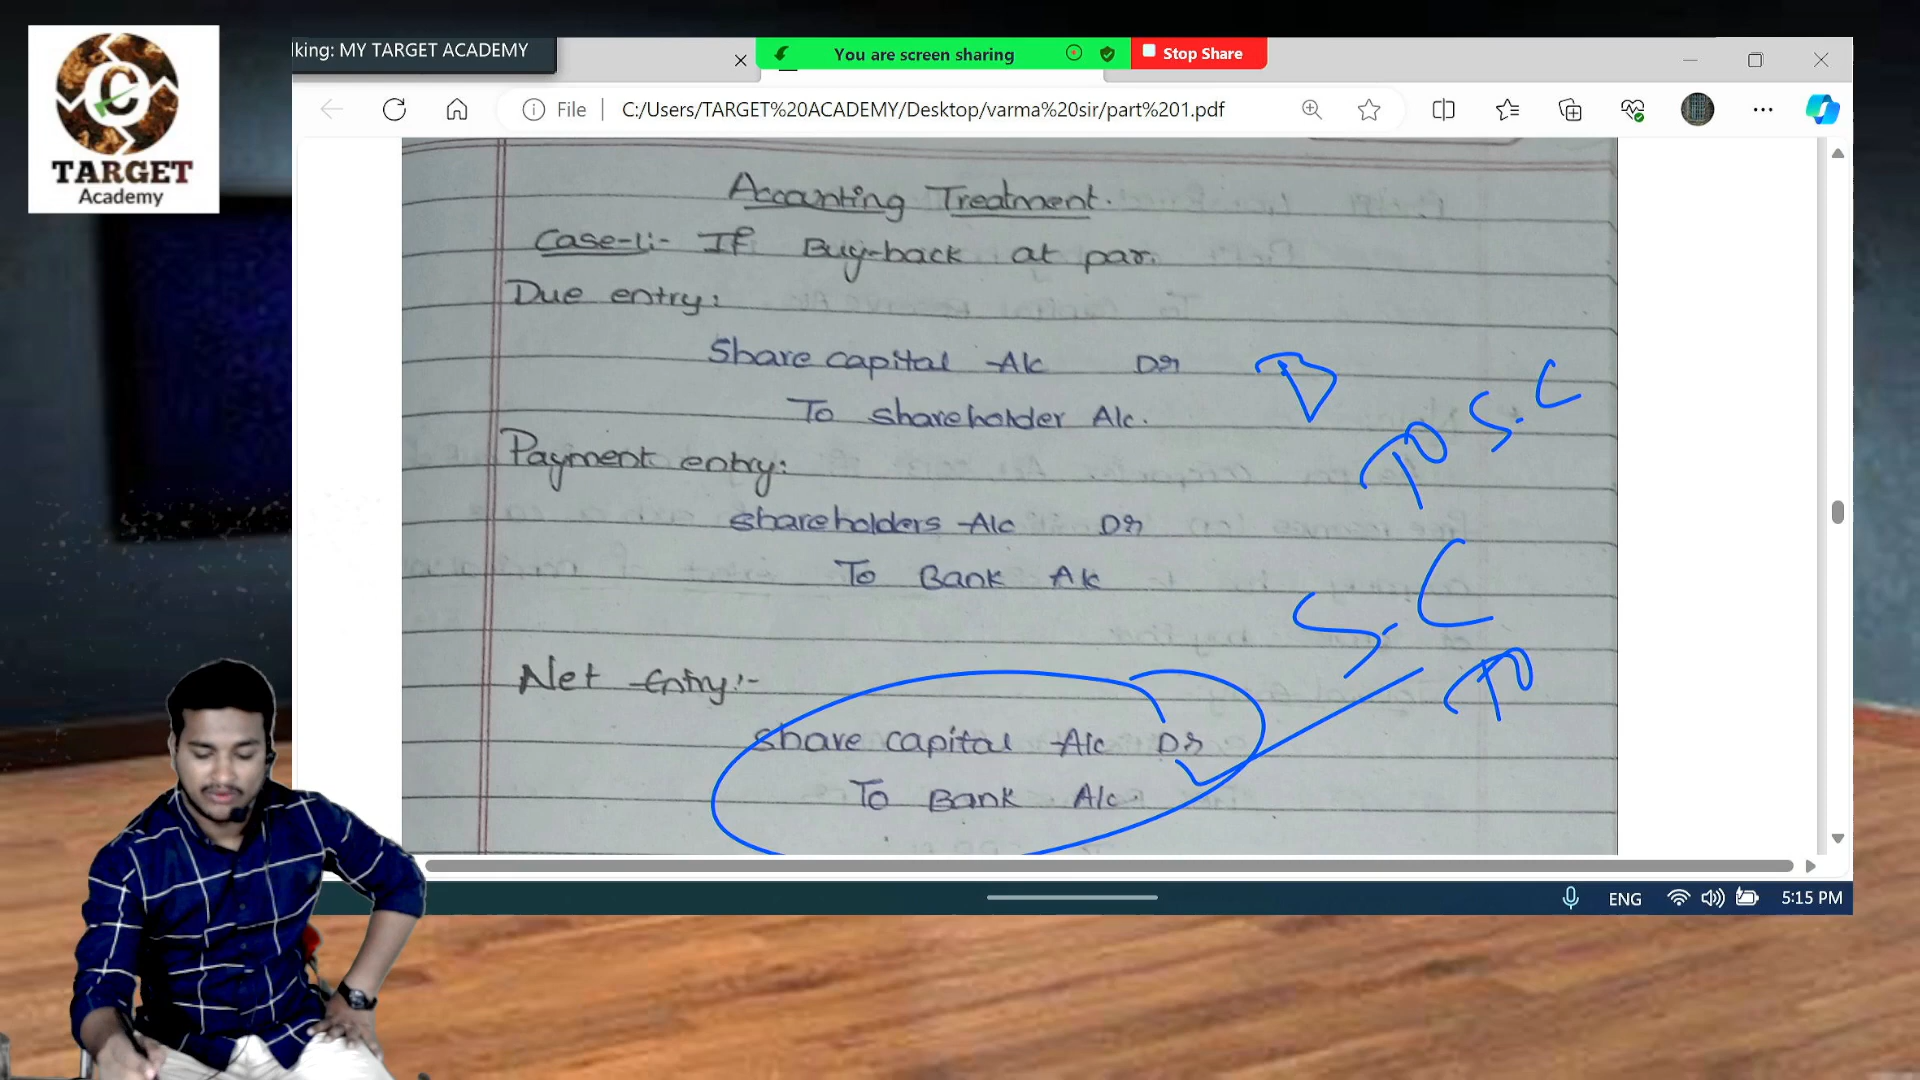 TARGET
Academy
lking: MY TARGET ACADEMY
You are screen sharing
Stop Share
File
C:/Users/TARGET%20ACADEMY/Desktop/varma%20sir/part%201.pdf
Accounting Treatment.
Case-1:- If Buy-back at par.
Due entry:
Share capital A/c Dr
To shareholder A/c.
Payment entry:
shareholders A/c Dr
To Bank A/c
Net Entry:-
Share capital A/c Dr
To Bank A/c.
B
TO S.C
S.C
TO
ENG
5:15 PM